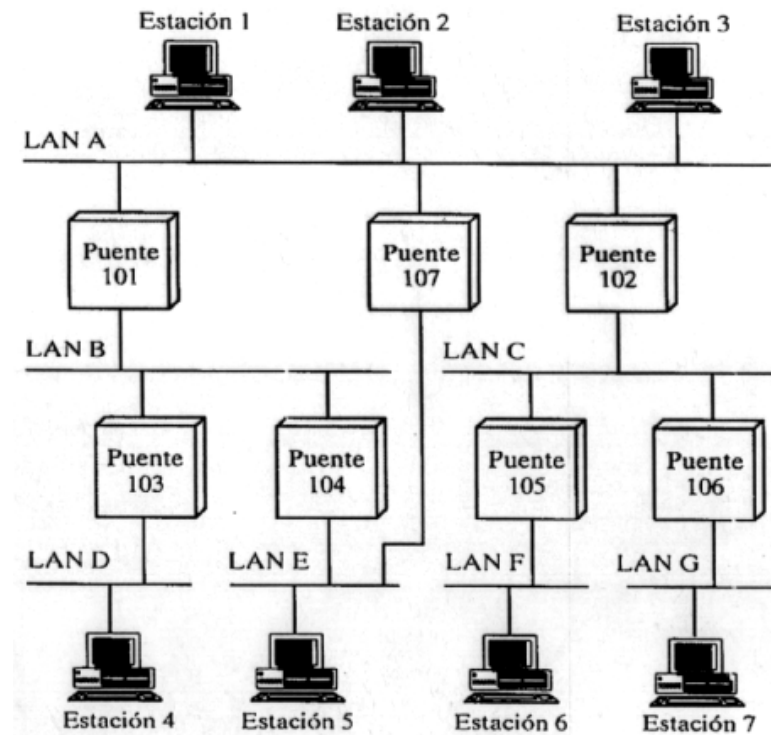 Estación 1
Estación 2
Estación 3
LAN A
Puente
101
Puente
107
Puente
102
LAN B
LAN C
Puente
103
Puente
104
Puente
105
Puente
106
LAN D
LAN E
LAN F
LAN G
Estación 4
Estación 5
Estación 6
Estación 7